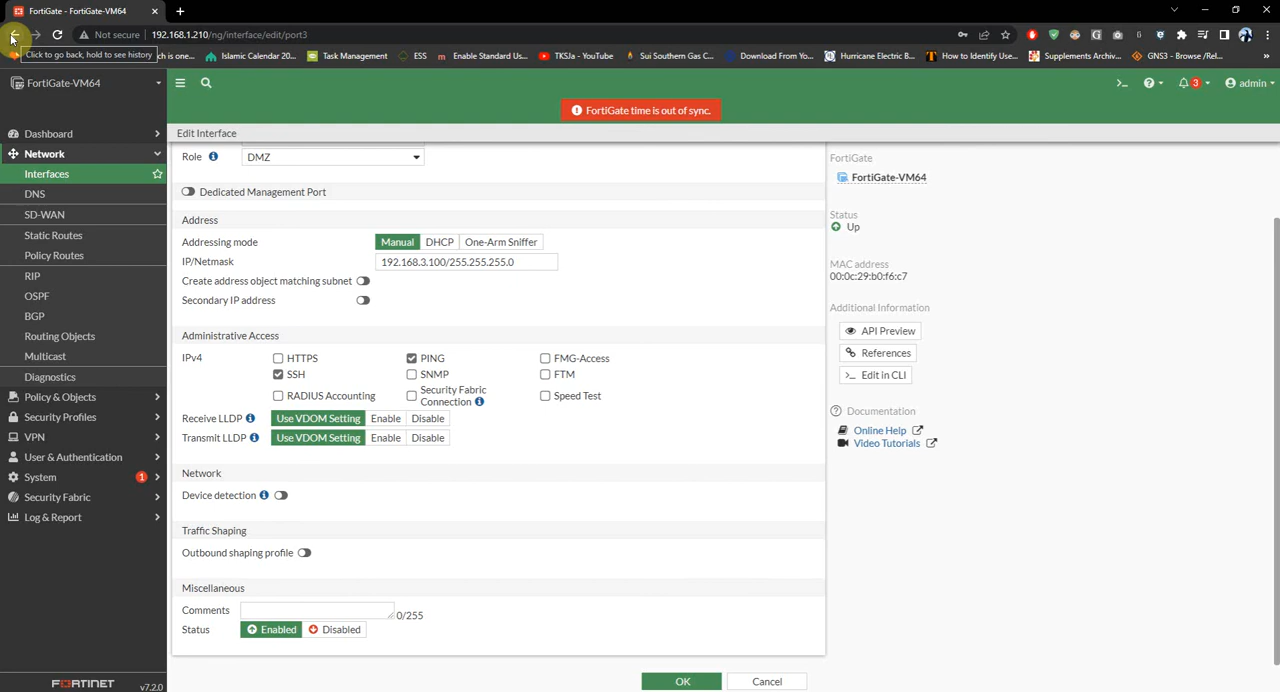 FortiGate - FortiGate-VM64
Not secure 192.168.1.210/ng/interface/edit/port3
Click to go back, hold to see history
ch is one...
Islamic Calendar 20...
Task Management
ESS
Enable Standard Us...
TKSJa - YouTube
Sui Southern Gas C...
Download From You...
Hurricane Electric B...
How to Identify Use...
Supplements Archiv...
GNS3 - Browse /Rel...
»
FortiGate-VM64
>_
3
admin
FortiGate time is out of sync.
Dashboard
Network
Interfaces
DNS
SD-WAN
Static Routes
Policy Routes
RIP
OSPF
BGP
Routing Objects
Multicast
Diagnostics
Policy & Objects
Security Profiles
VPN
User & Authentication
System 1
Security Fabric
Log & Report
FORTINET v7.2.0
Edit Interface
Role DMZ
Dedicated Management Port
Address
Addressing mode Manual DHCP One-Arm Sniffer
IP/Netmask 192.168.3.100/255.255.255.0
Create address object matching subnet
Secondary IP address
Administrative Access
IPv4 HTTPS PING FMG-Access
SSH SNMP FTM
RADIUS Accounting Security Fabric Connection Speed Test
Receive LLDP Use VDOM Setting Enable Disable
Transmit LLDP Use VDOM Setting Enable Disable
Network
Device detection
Traffic Shaping
Outbound shaping profile
Miscellaneous
Comments 0/255
Status Enabled Disabled
OK Cancel
FortiGate
FortiGate-VM64
Status
Up
MAC address
00:0c:29:b0:f6:c7
Additional Information
API Preview
References
>_ Edit in CLI
Documentation
Online Help
Video Tutorials